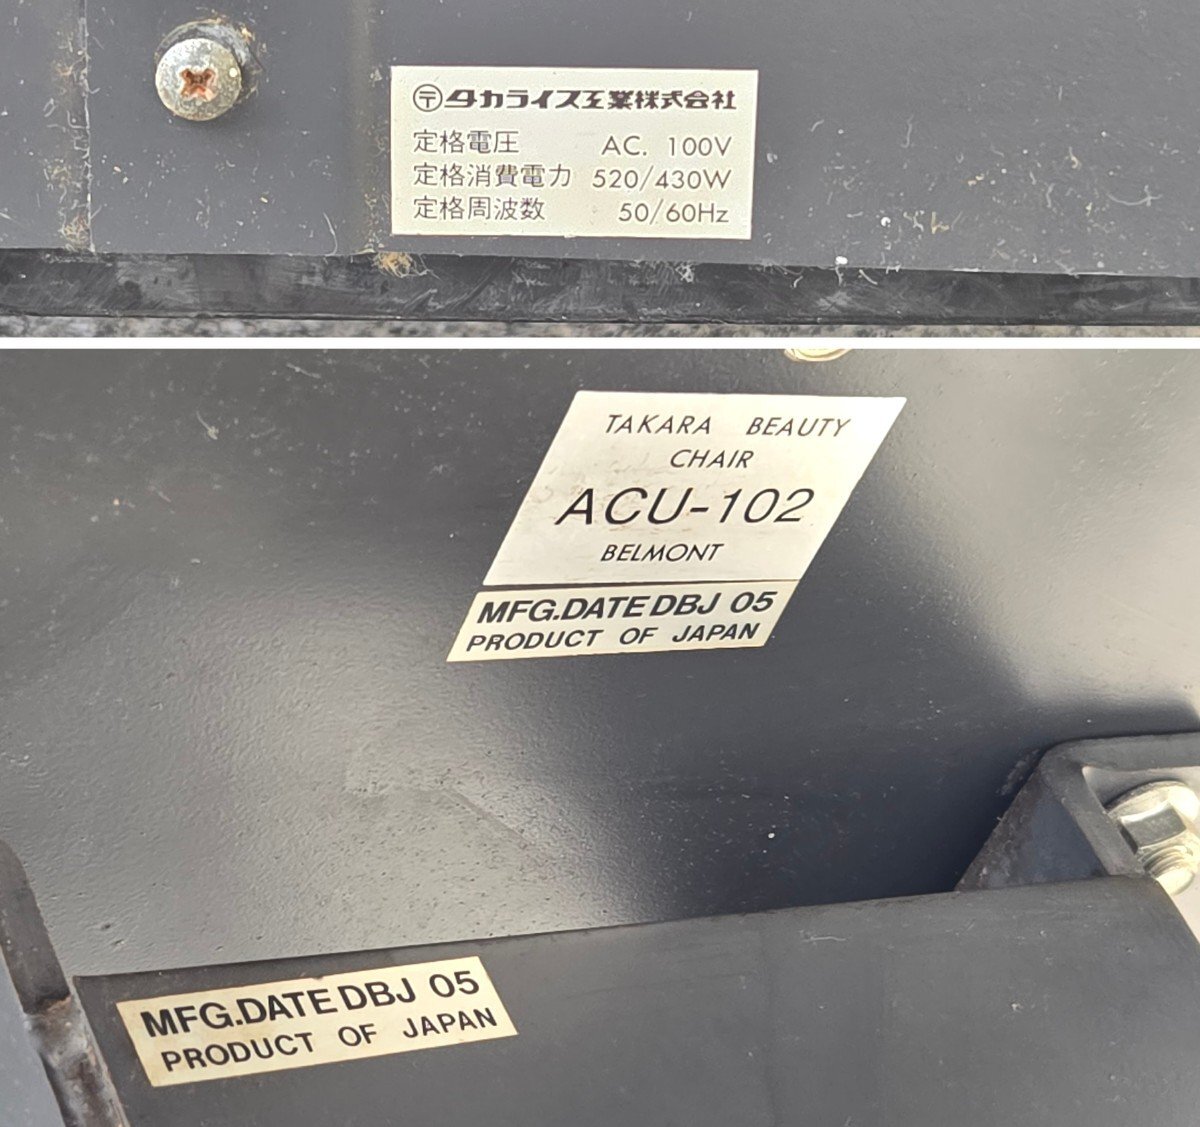 〒タカライス工業株式会社
定格電圧 AC. 100V
定格消費電力 520/430W
定格周波数 50/60Hz
TAKARA BEAUTY
CHAIR
ACU-102
BELMONT
MFG.DATE DBJ 05
PRODUCT OF JAPAN
MFG.DATE DBJ 05
PRODUCT OF JAPAN